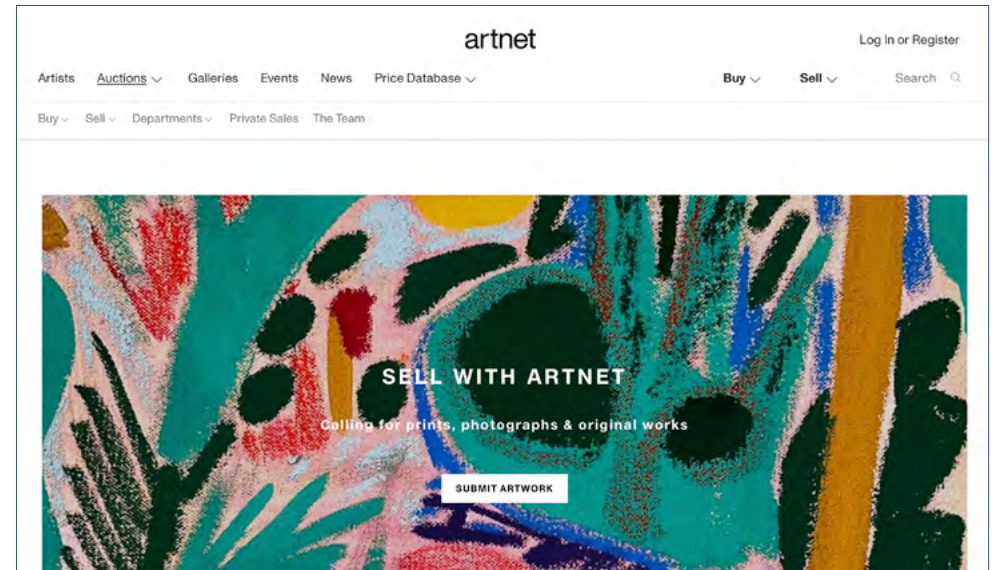 artnet
Log In or Register
Artists Auctions Galleries Events News Price Database Buy Sell Search
Buy Sell Departments Private Sales The Team
SELL WITH ARTNET
Calling for prints, photographs & original works
SUBMIT ARTWORK